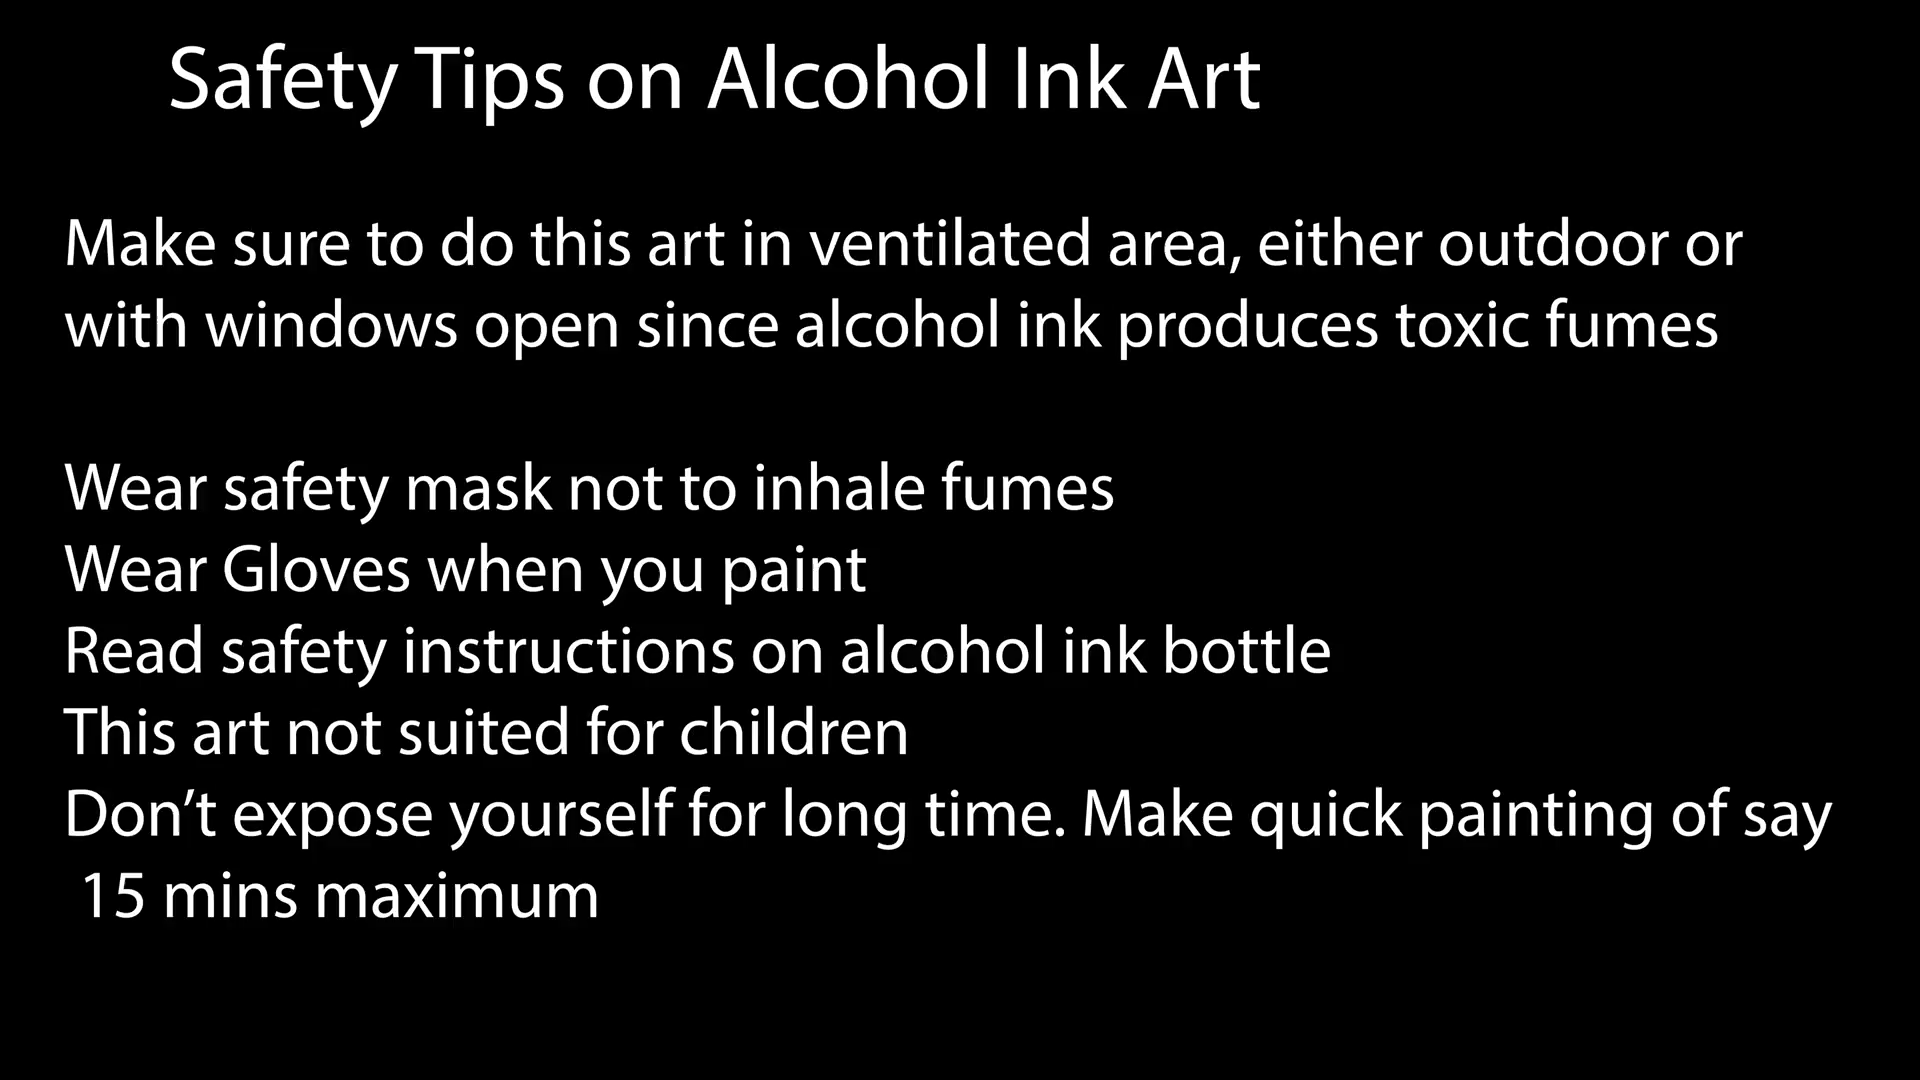 Safety Tips on Alcohol Ink Art
Make sure to do this art in ventilated area, either outdoor or
with windows open since alcohol ink produces toxic fumes
Wear safety mask not to inhale fumes
Wear Gloves when you paint
Read safety instructions on alcohol ink bottle
This art not suited for children
Don’t expose yourself for long time. Make quick painting of say
15 mins maximum